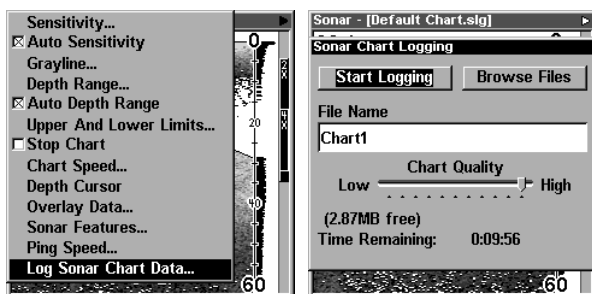 Sensitivity...
Auto Sensitivity
Grayline...
Depth Range...
Auto Depth Range
Upper And Lower Limits...
Stop Chart
Chart Speed...
Depth Cursor
Overlay Data...
Sonar Features...
Ping Speed...
Log Sonar Chart Data...
0
20
40
60
Sonar - [Default Chart.slg]
Sonar Chart Logging
Start Logging
Browse Files
File Name
Chart1
Chart Quality
Low
High
(2.87MB free)
Time Remaining: 0:09:56
60